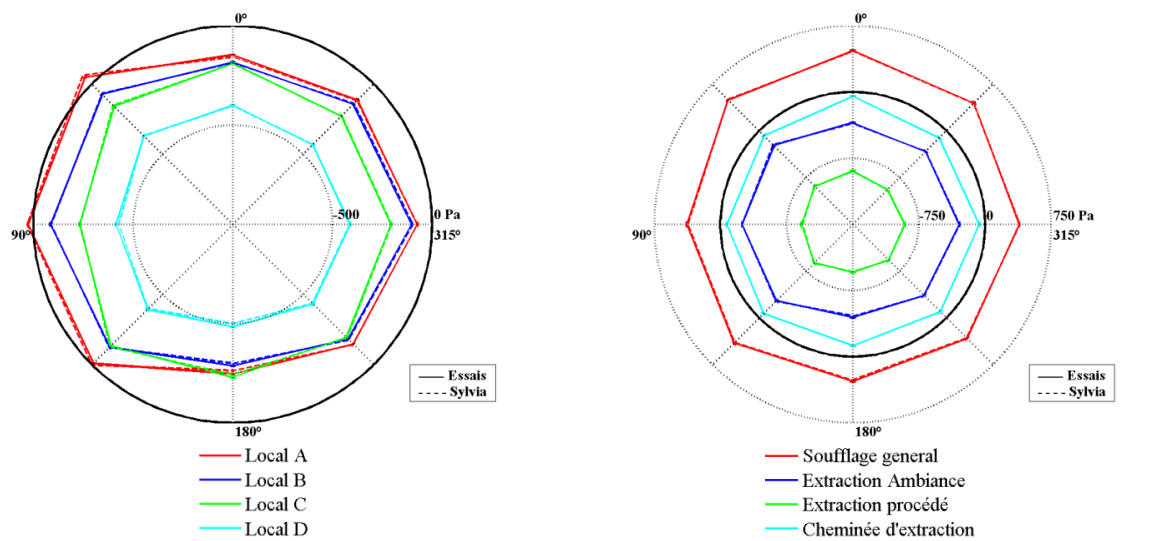 0°
-500
0 Pa
315°
90°
180°
Essais
Sylvia
Local A
Local B
Local C
Local D
0°
-750
0
750 Pa
315°
90°
180°
Essais
Sylvia
Soufflage general
Extraction Ambiance
Extraction procédé
Cheminée d'extraction